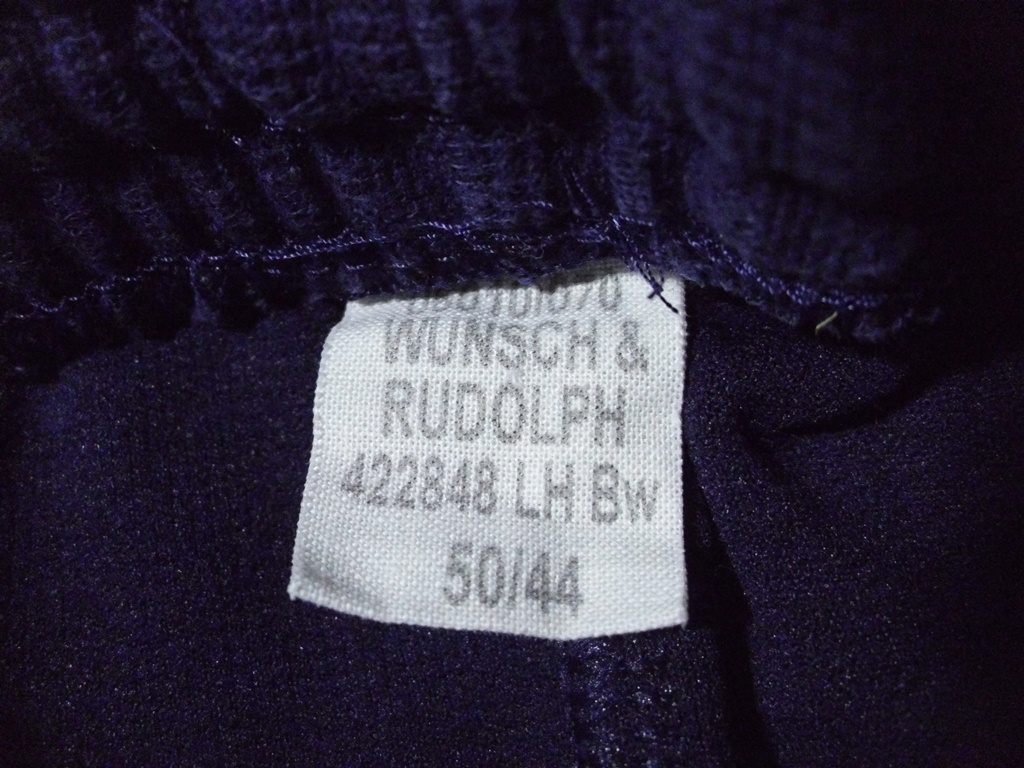 WUNSCH &
RUDOLPH
422848 LH BW
50/44